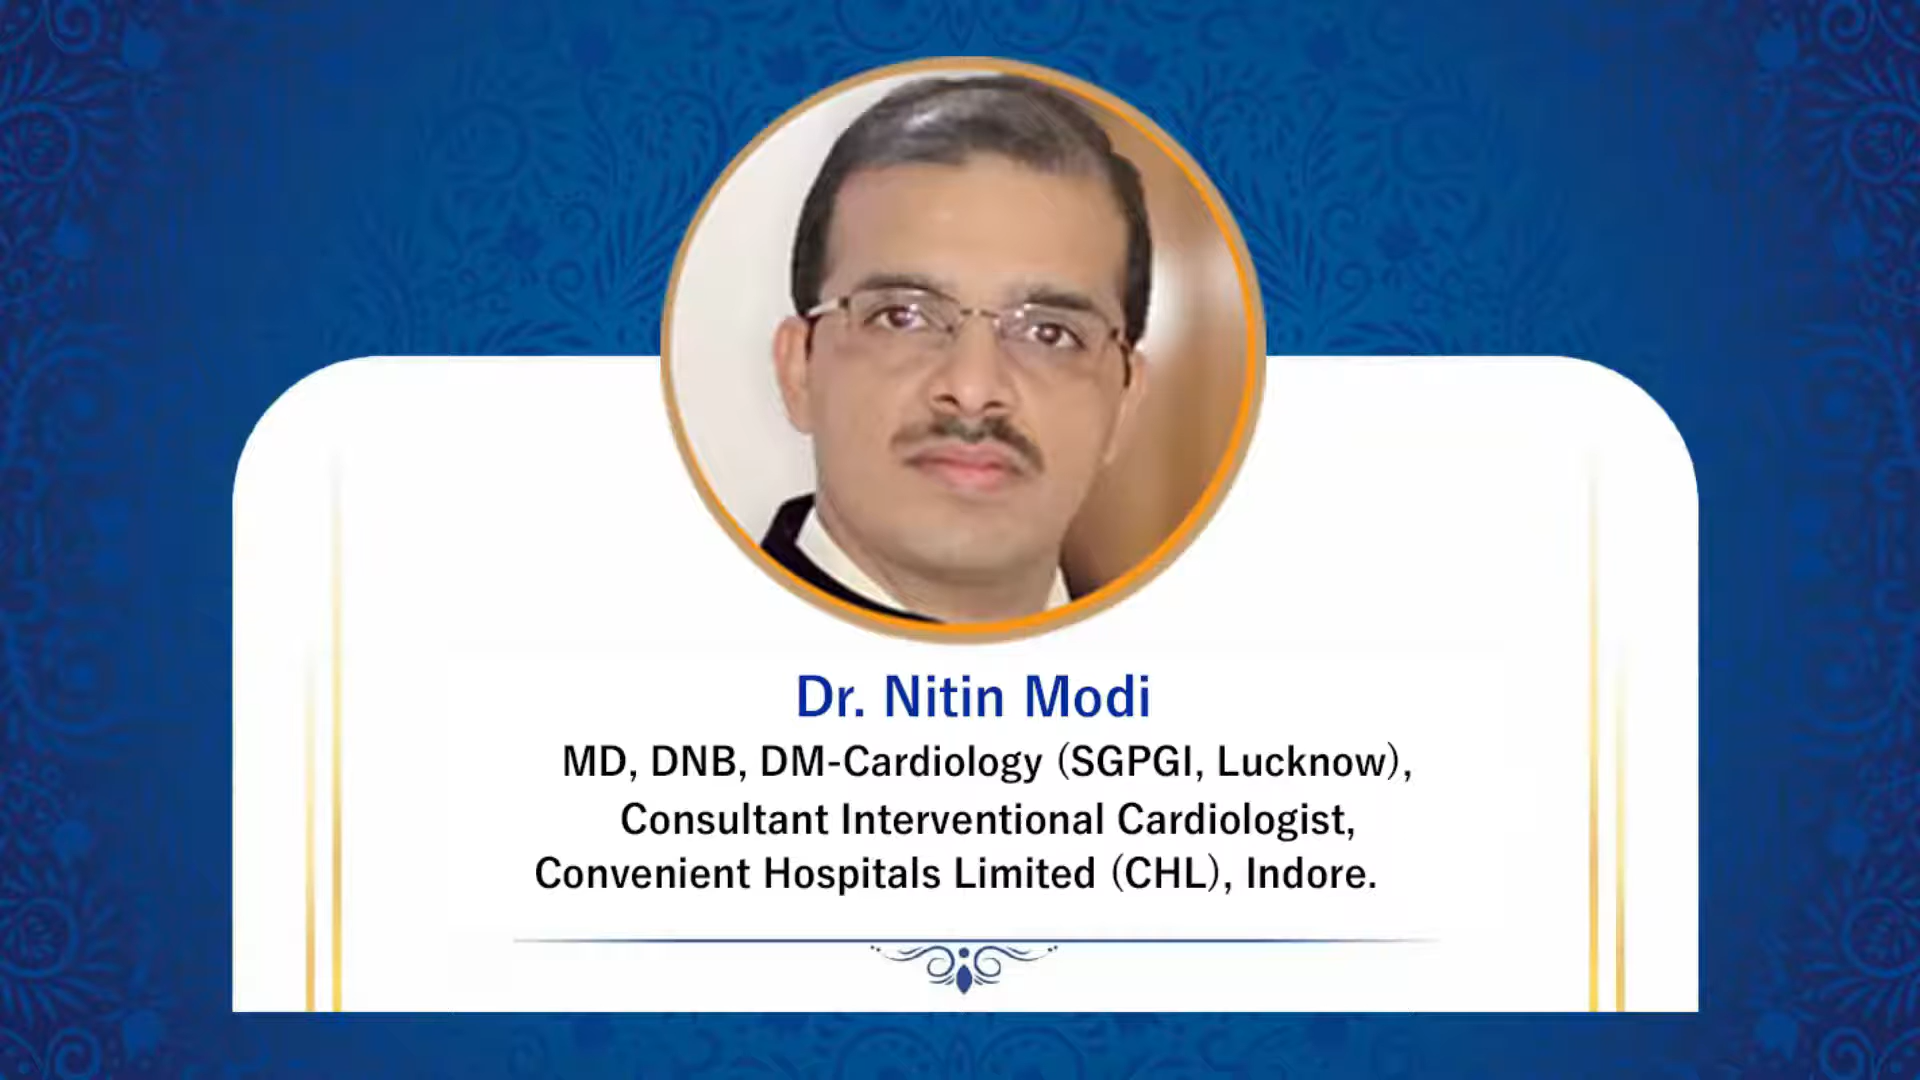 Dr. Nitin Modi
MD, DNB, DM-Cardiology (SGPGI, Lucknow),
Consultant Interventional Cardiologist,
Convenient Hospitals Limited (CHL), Indore.